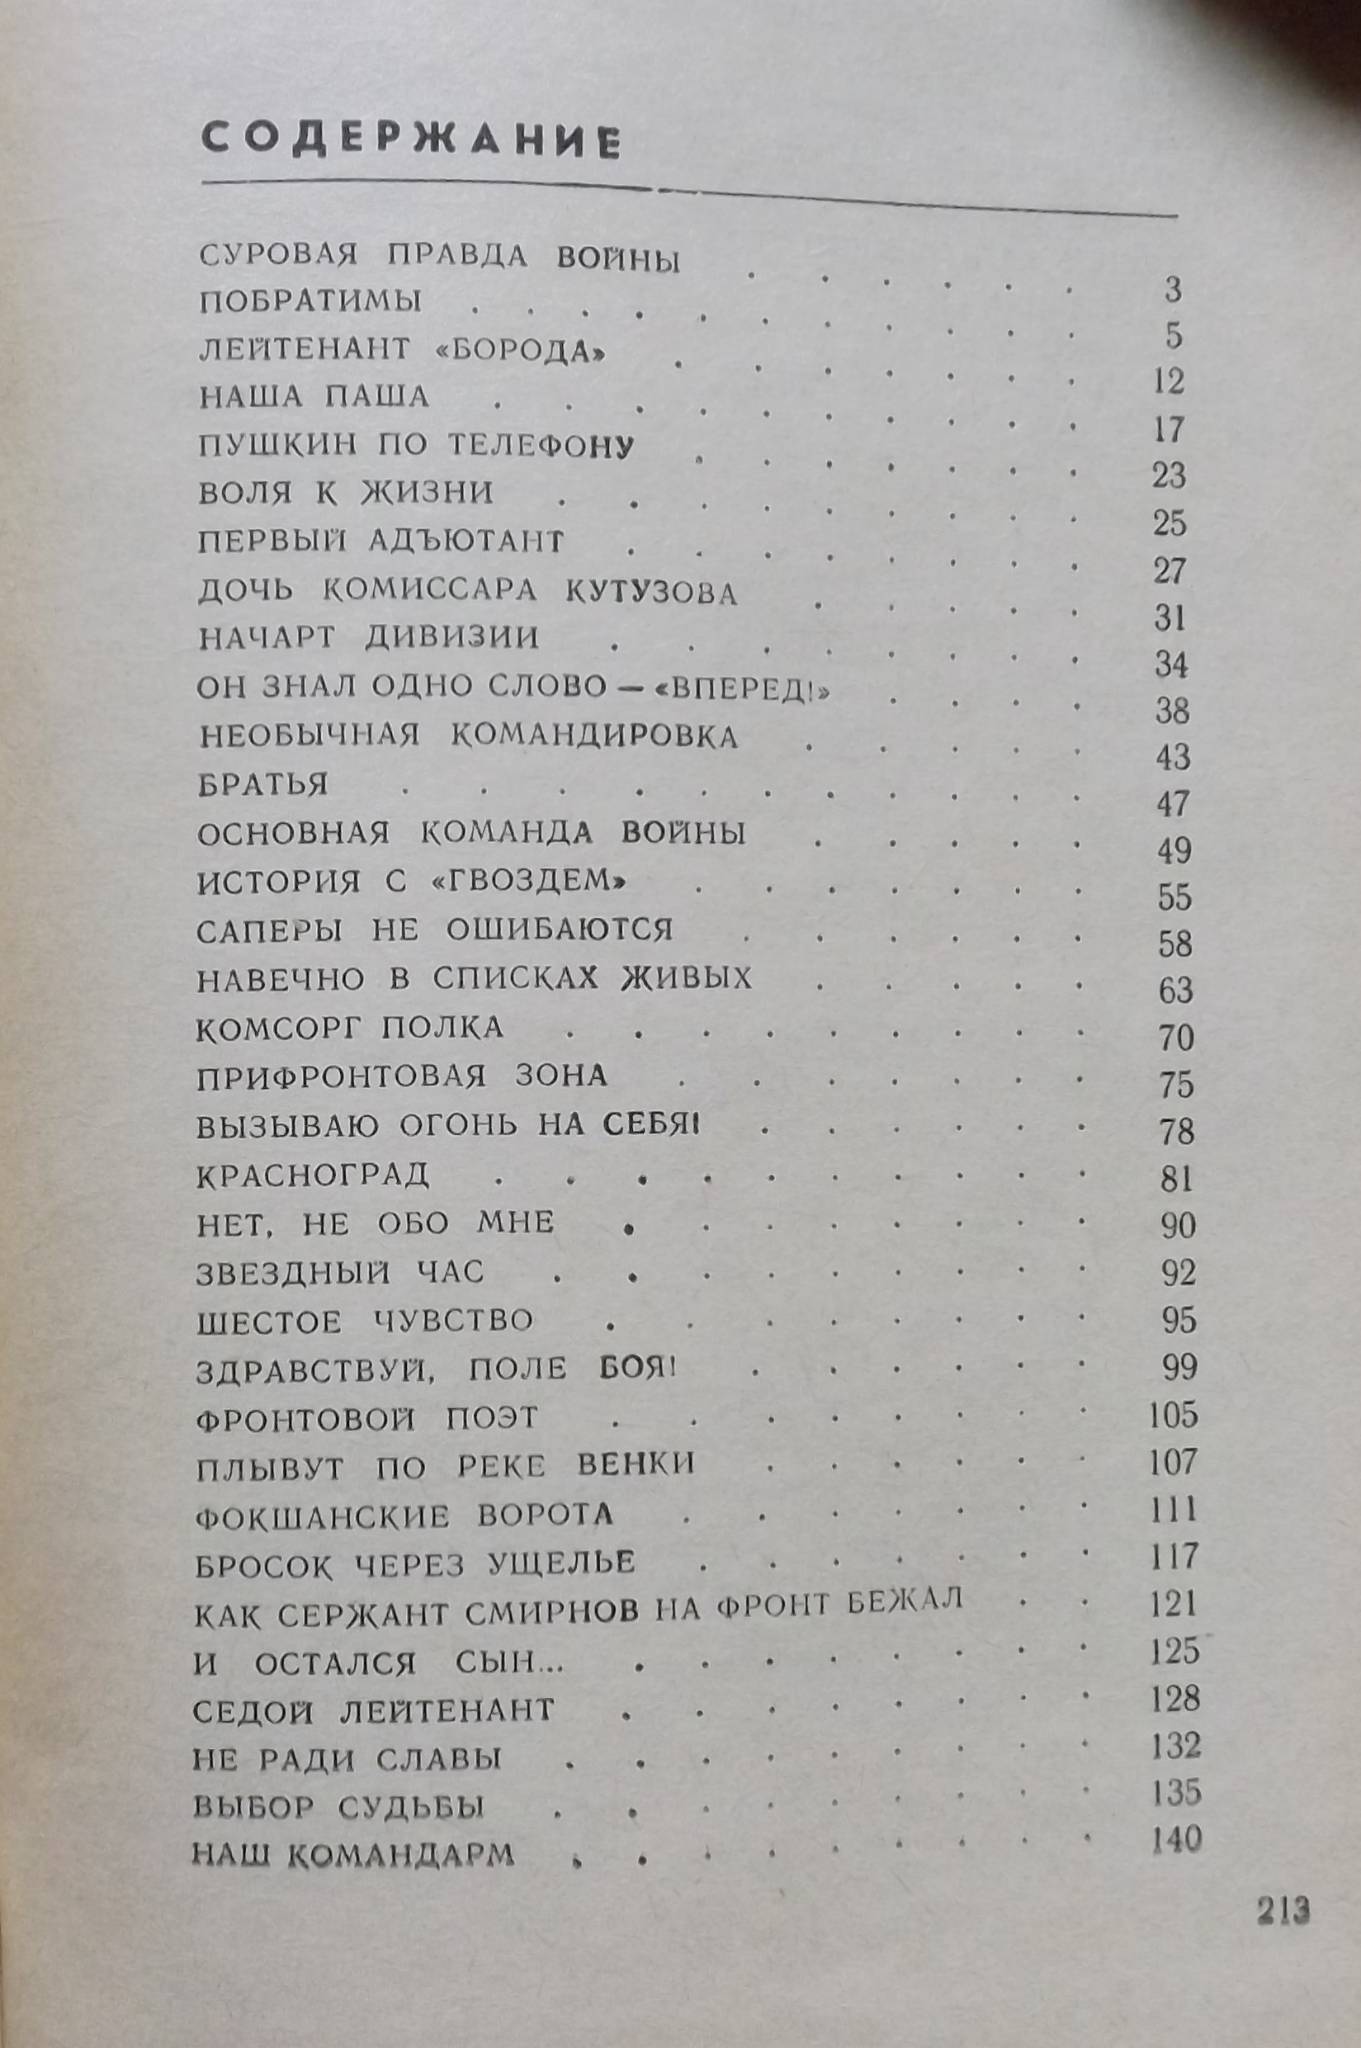 СОДЕРЖАНИЕ
СУРОВАЯ ПРАВДА ВОЙНЫ . . . . . . 3
ПОБРАТИМЫ . . . . . . . . . . . 5
ЛЕЙТЕНАНТ «БОРОДА» . . . . . . . 12
НАША ПАША . . . . . . . . . . 17
ПУШКИН ПО ТЕЛЕФОНУ . . . . . . . 23
ВОЛЯ К ЖИЗНИ . . . . . . . . . 25
ПЕРВЫЙ АДЪЮТАНТ . . . . . . . . 27
ДОЧЬ КОМИССАРА КУТУЗОВА . . . . . 31
НАЧАРТ ДИВИЗИИ . . . . . . . . 34
ОН ЗНАЛ ОДНО СЛОВО — «ВПЕРЕД!» . . . . 38
НЕОБЫЧНАЯ КОМАНДИРОВКА . . . . . 43
БРАТЬЯ . . . . . . . . . . . 47
ОСНОВНАЯ КОМАНДА ВОЙНЫ . . . . . 49
ИСТОРИЯ С «ГВОЗДЕМ» . . . . . . . 55
САПЕРЫ НЕ ОШИБАЮТСЯ . . . . . . 58
НАВЕЧНО В СПИСКАХ ЖИВЫХ . . . . . 63
КОМСОРГ ПОЛКА . . . . . . . . . 70
ПРИФРОНТОВАЯ ЗОНА . . . . . . . 75
ВЫЗЫВАЮ ОГОНЬ НА СЕБЯ! . . . . . . 78
КРАСНОГРАД . . . . . . . . . . 81
НЕТ, НЕ ОБО МНЕ . . . . . . . . 90
ЗВЕЗДНЫЙ ЧАС . . . . . . . . . 92
ШЕСТОЕ ЧУВСТВО . . . . . . . . 95
ЗДРАВСТВУЙ, ПОЛЕ БОЯ! . . . . . . 99
ФРОНТОВОЙ ПОЭТ . . . . . . . . 105
ПЛЫВУТ ПО РЕКЕ ВЕНКИ . . . . . . 107
ФОКШАНСКИЕ ВОРОТА . . . . . . . 111
БРОСОК ЧЕРЕЗ УЩЕЛЬЕ . . . . . . . 117
КАК СЕРЖАНТ СМИРНОВ НА ФРОНТ БЕЖАЛ . . 121
И ОСТАЛСЯ СЫН... . . . . . . . . 125
СЕДОЙ ЛЕЙТЕНАНТ . . . . . . . . 128
НЕ РАДИ СЛАВЫ . . . . . . . . . 132
ВЫБОР СУДЬБЫ . . . . . . . . . 135
НАШ КОМАНДАРМ . . . . . . . . . 140
213